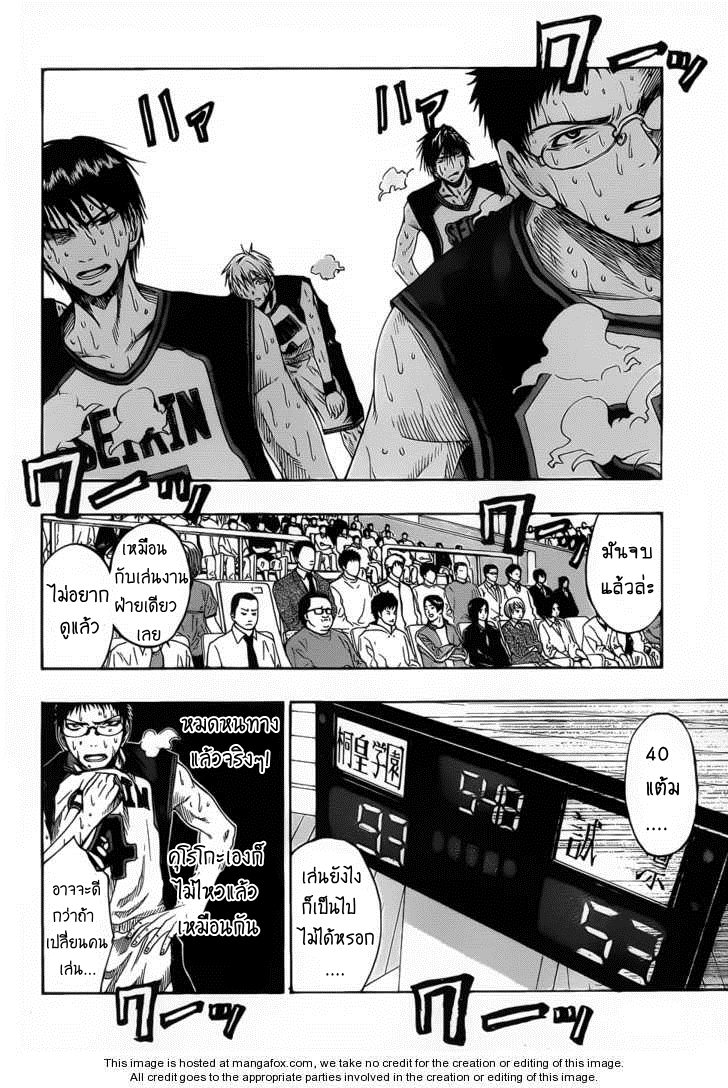 ワーッ
ハァ
ハァ
SEIRIN
SEIRIN
ワーッ
ワーッ
มันจบ
แล้วล่ะ
เหมือน
กับเล่นงาน
ฝ่ายเดียว
เลย
ไม่อยาก
ดูแล้ว
40
แต้ม
....
桐皇学園
5:48
誠凛
93
53
เล่นยังไง
ก็เป็นไป
ไม่ได้หรอก
....
หมดหนทาง
แล้วจริงๆ!
คุโรโกะเองก็
ไม่ไหวแล้ว
เหมือนกัน
4
อาจจะดี
กว่าถ้า
เปลี่ยนคน
เล่น...
ワーッ
ワーッ
This image is hosted at mangafox.com, we take no credit for the creation or editing of this image.
All credit goes to the appropriate parties involved in the creation or editing of this image.